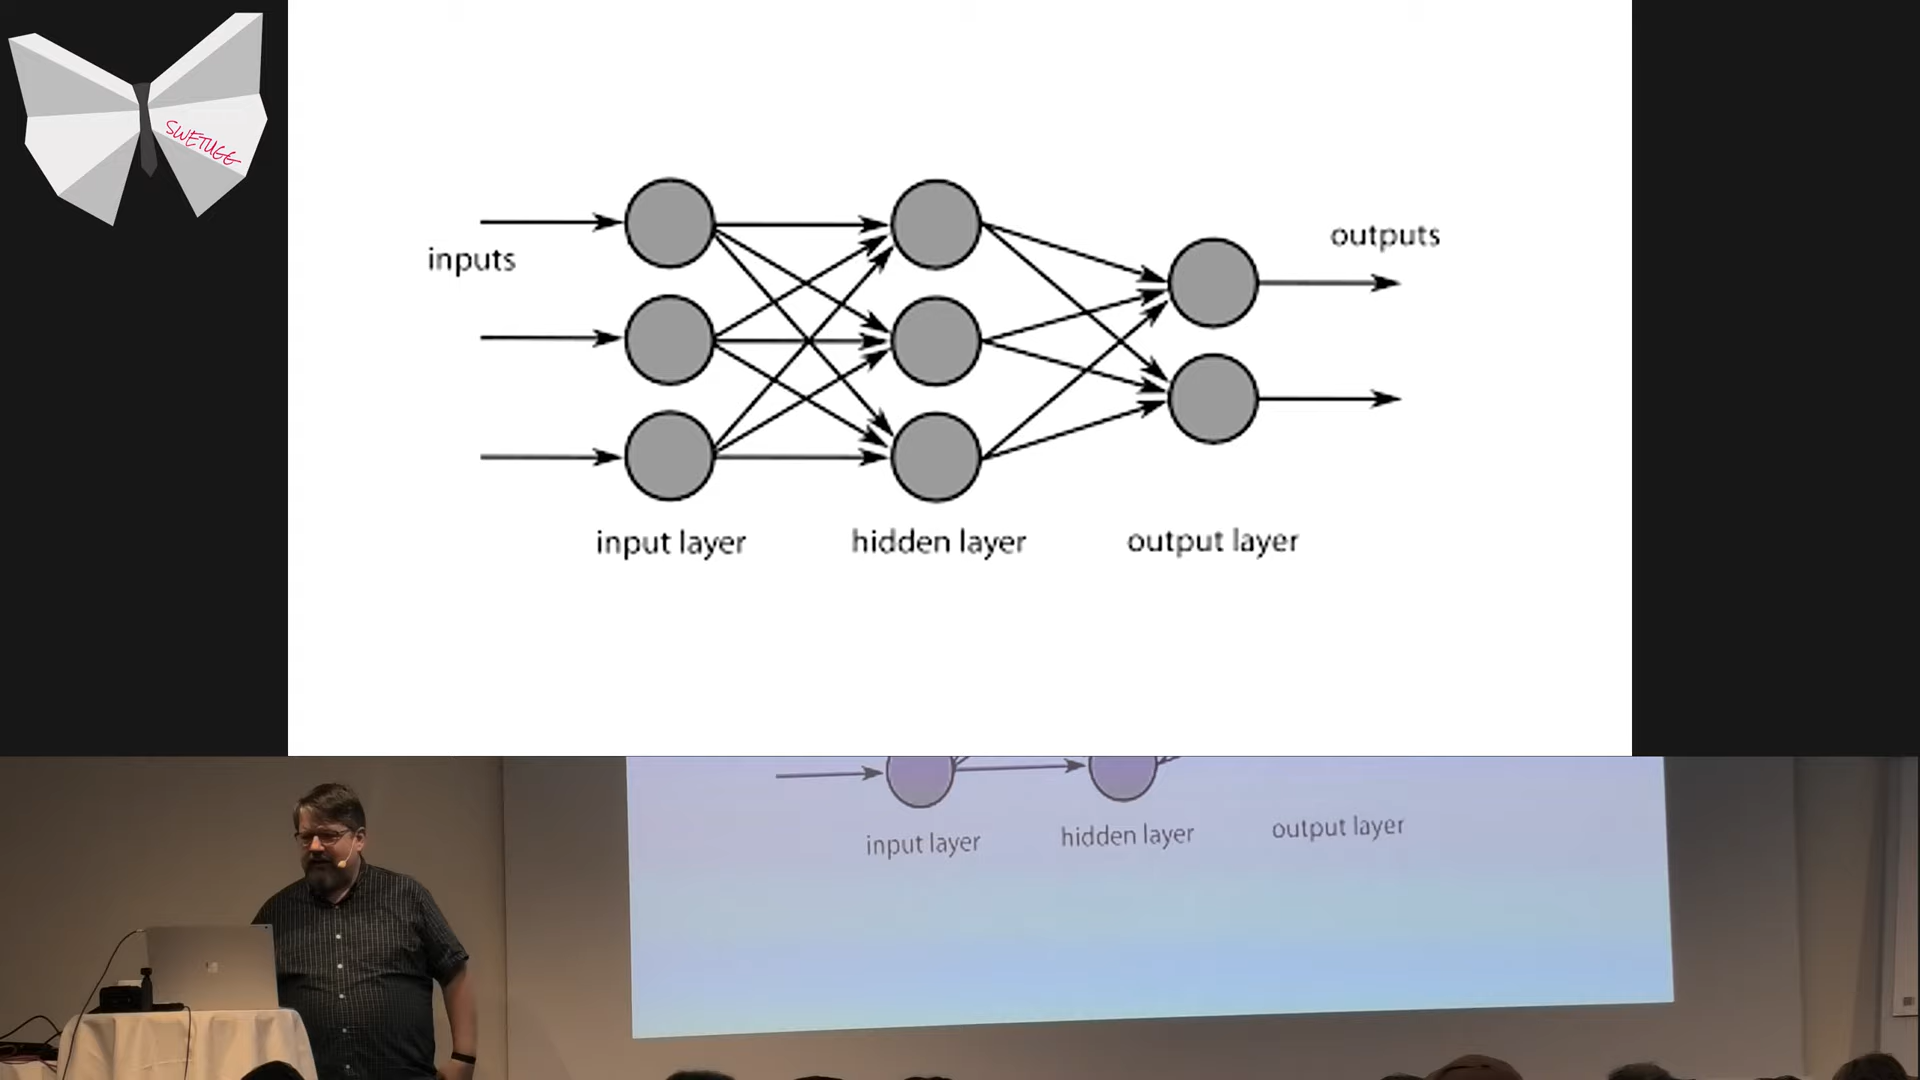 SWETUGG
inputs
outputs
input layer
hidden layer
output layer
input layer
hidden layer
output layer